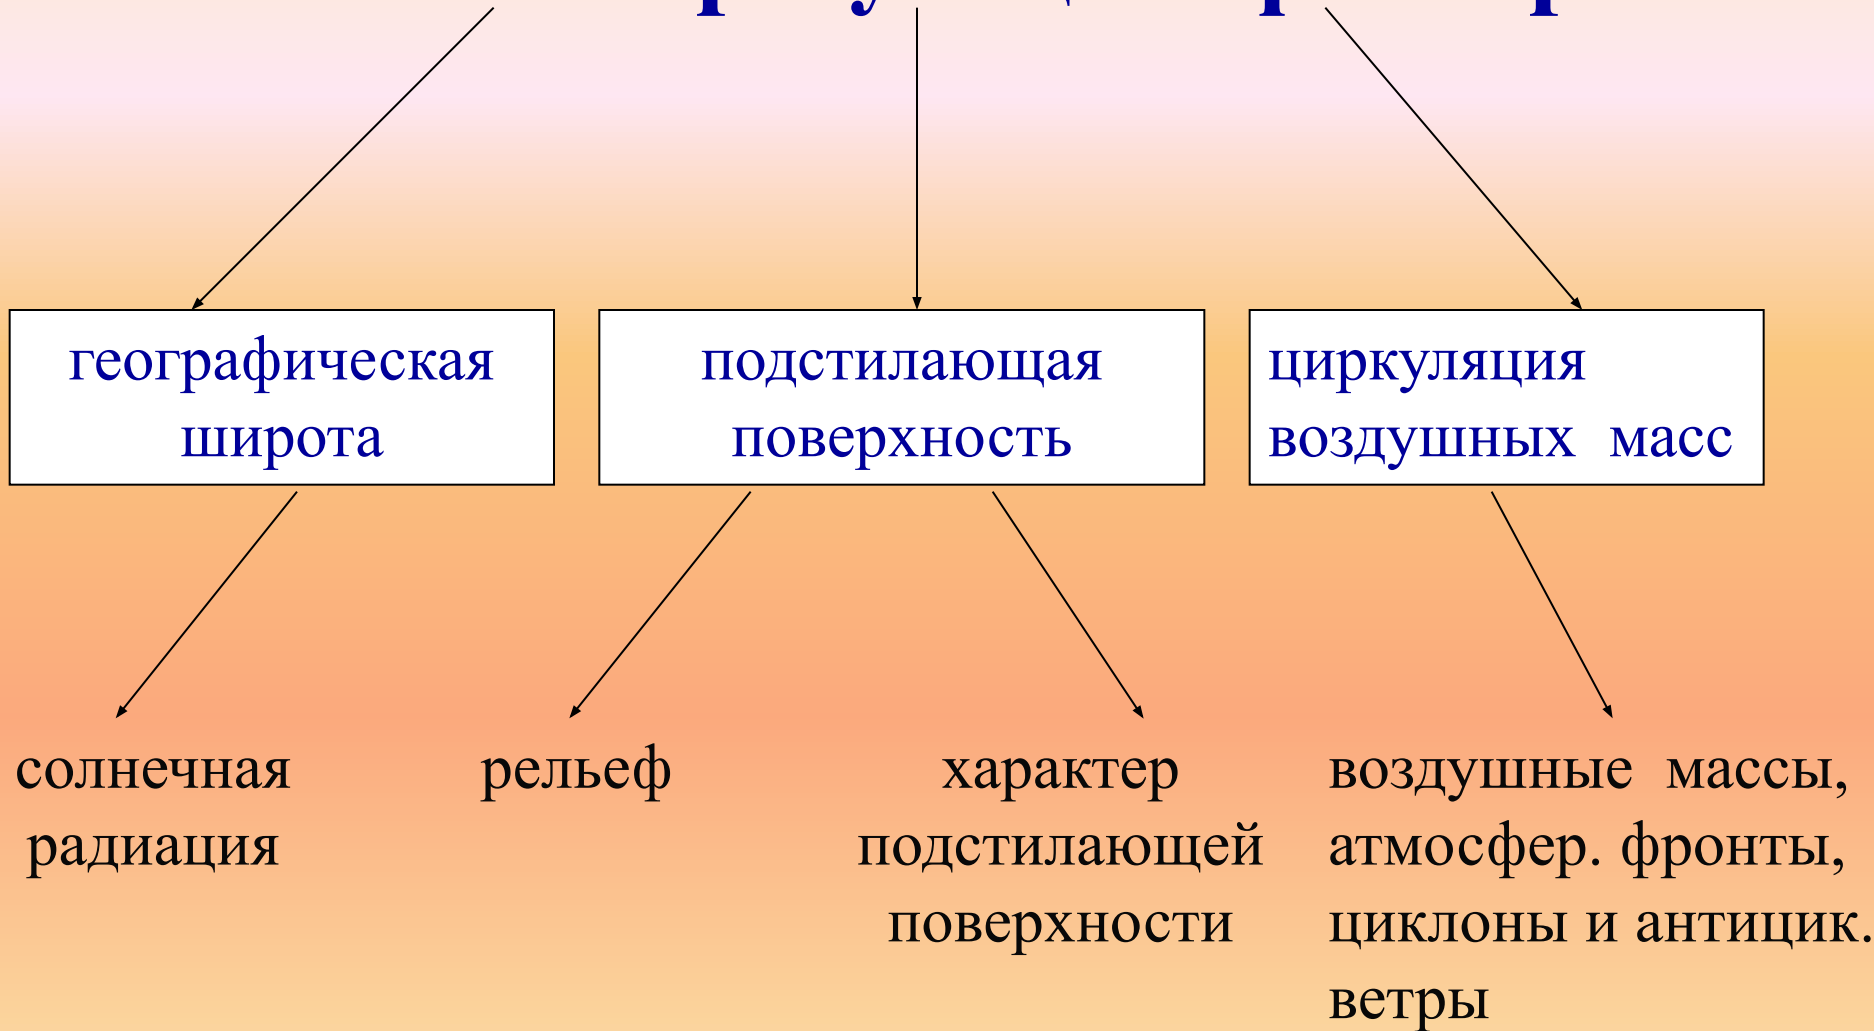 географическая
широта
подстилающая
поверхность
циркуляция
воздушных масс
солнечная
радиация
рельеф
характер
подстилающей
поверхности
воздушные массы,
атмосфер. фронты,
циклоны и антицик.
ветры